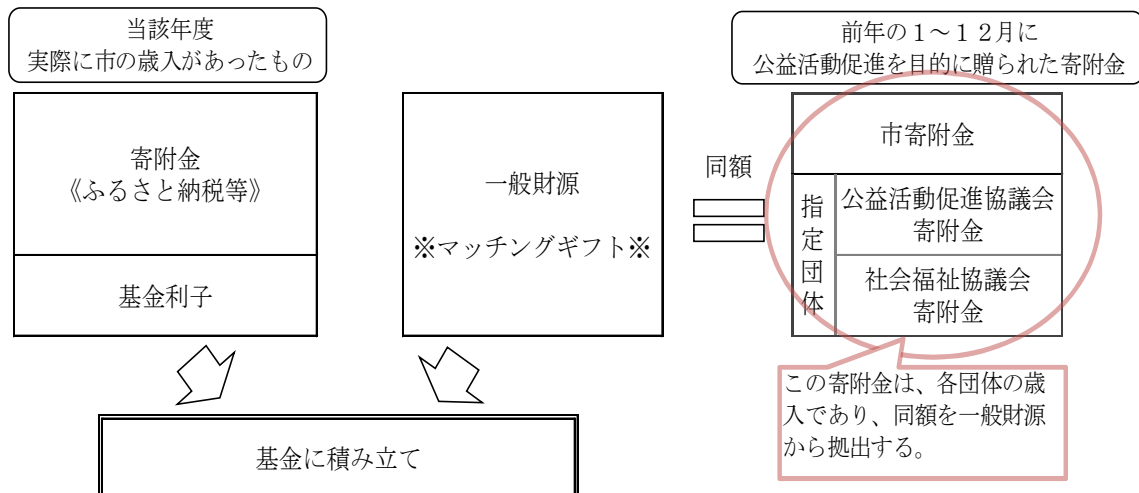 当該年度
実際に市の歳入があったもの
前年の１～１２月に
公益活動促進を目的に贈られた寄附金
寄附金
《ふるさと納税等》
基金利子
一般財源
※マッチングギフト※
同額
市寄附金
指定団体
公益活動促進協議会
寄附金
社会福祉協議会
寄附金
この寄附金は、各団体の歳
入であり、同額を一般財源
から拠出する。
基金に積み立て